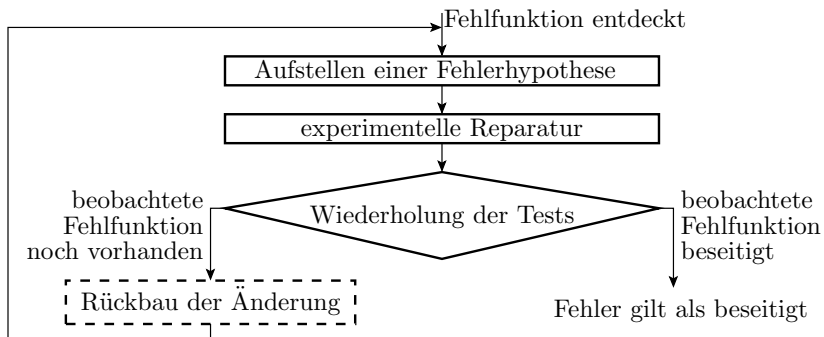 Fehlfunktion entdeckt
Aufstellen einer Fehlerhypothese
experimentelle Reparatur
Wiederholung der Tests
beobachtete
Fehlfunktion
noch vorhanden
beobachtete
Fehlfunktion
beseitigt
Rückbau der Änderung
Fehler gilt als beseitigt